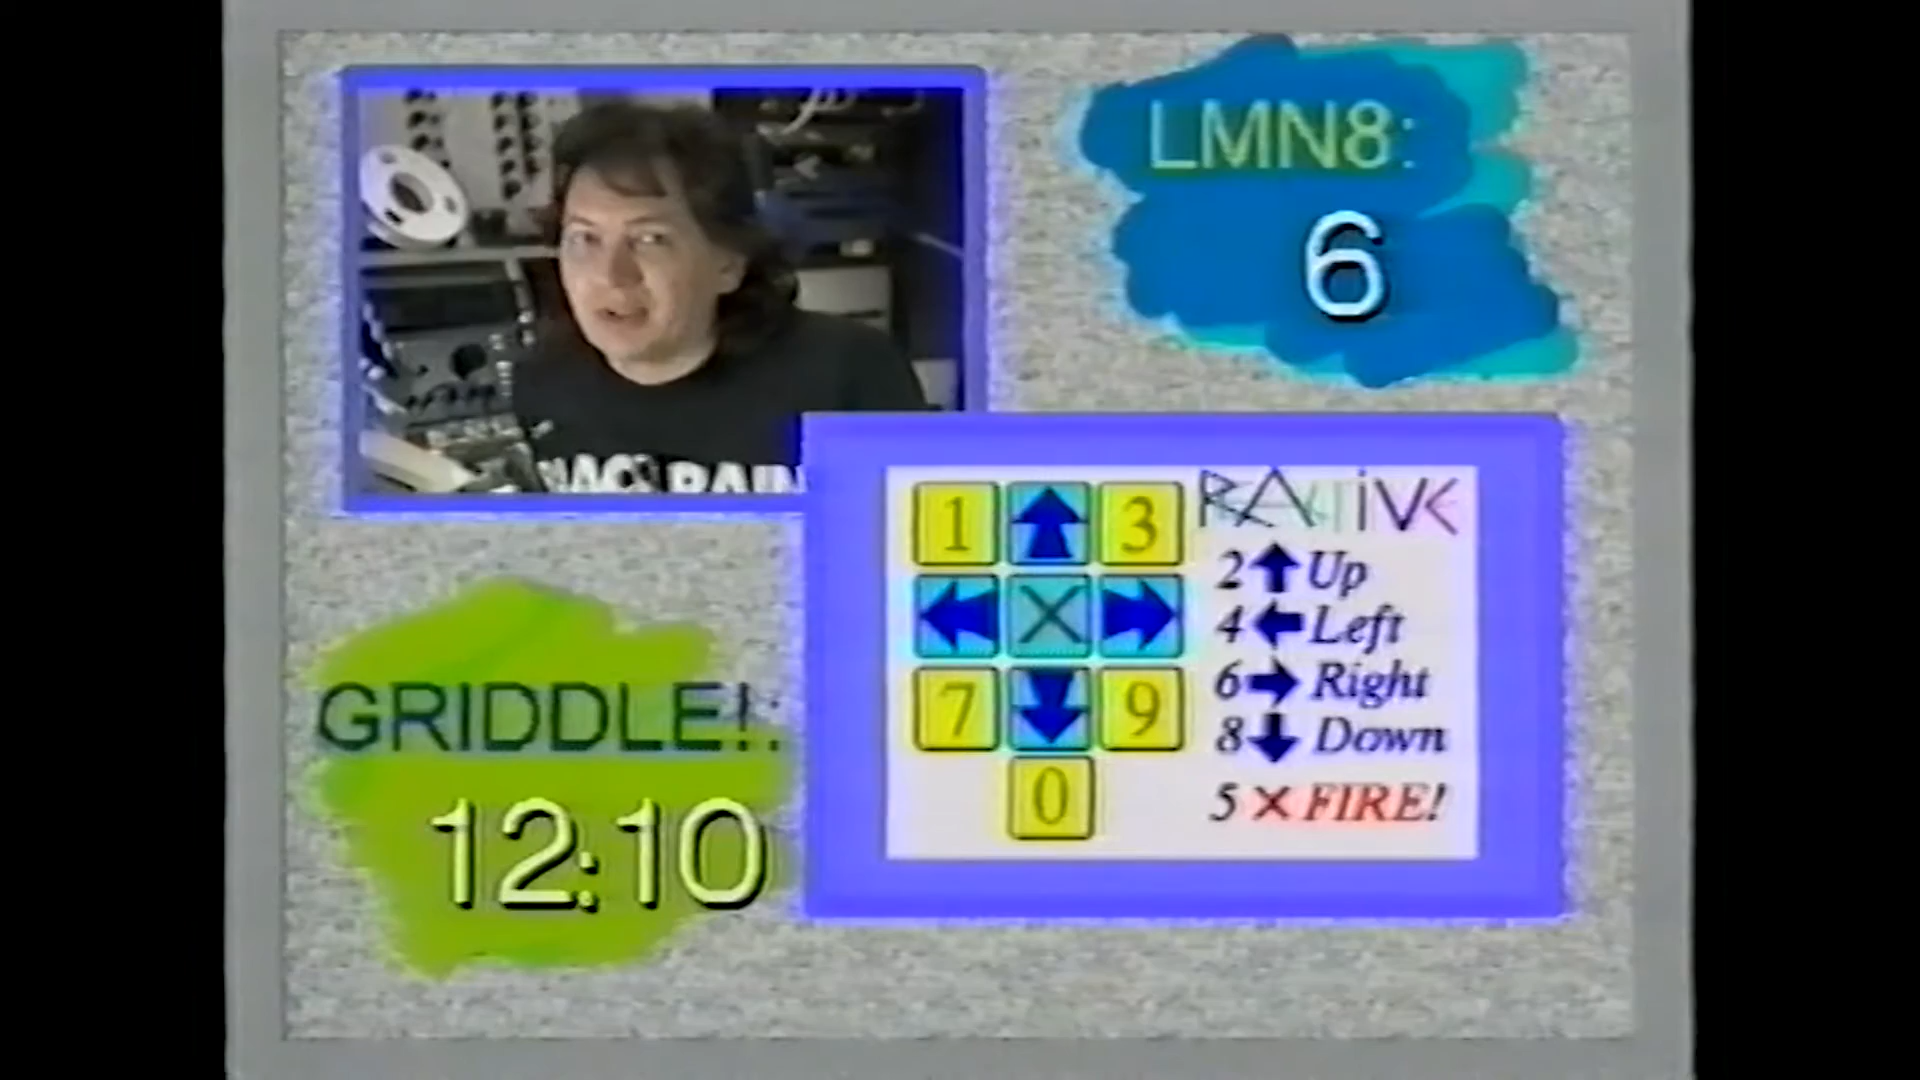 LMN8:
6
1 3
X
7 9
0
2 Up
4 Left
6 Right
8 Down
5 X FIRE!
GRIDDLE!:
12:10